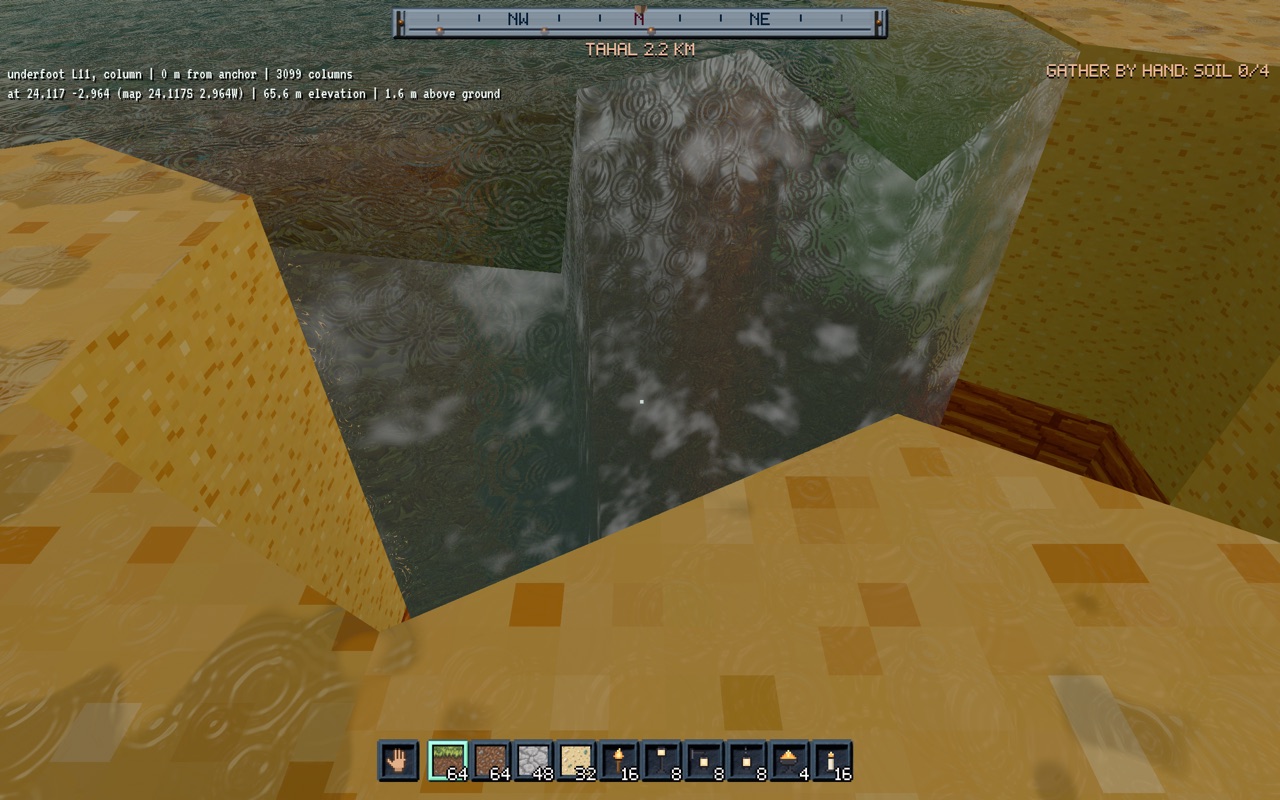 NW N NE
TAHAL 2.2 KM
underfoot L11, column | 0 m from anchor | 3099 columns
GATHER BY HAND: SOIL 0/4
at 24.117 -2.964 (map 24.117S 2.964W) | 65.6 m elevation | 1.6 m above ground
64 64 48 32 16 8 8 8 4 16